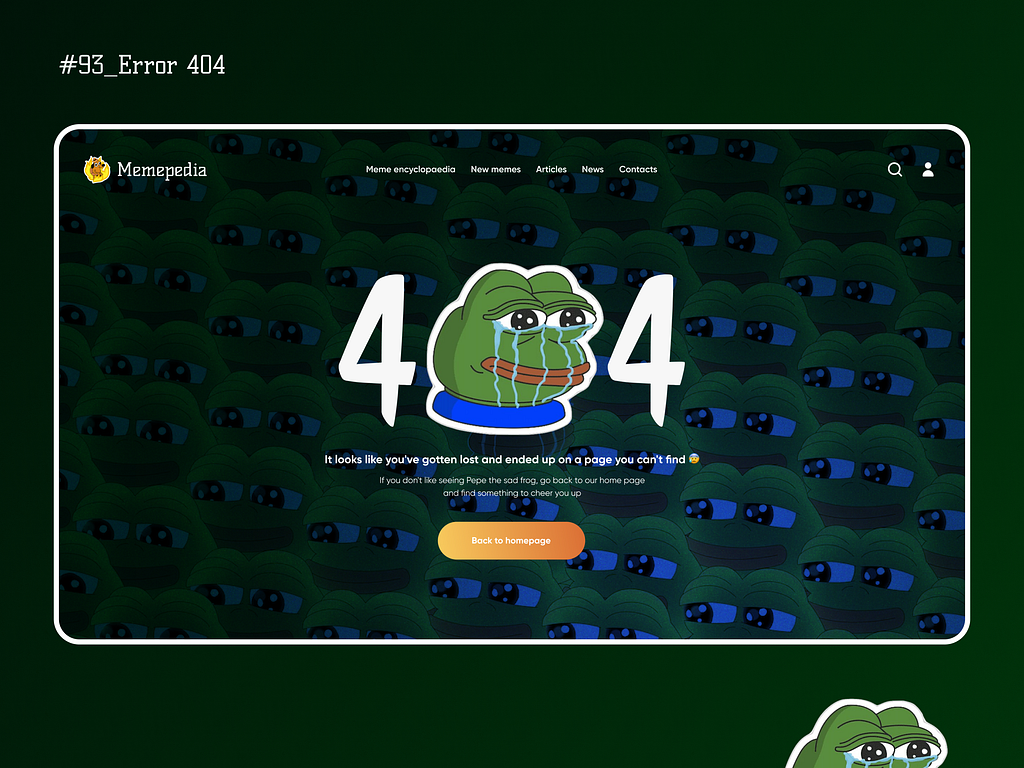 #93_Error 404
Memepedia
Meme encyclopaedia New memes Articles News Contacts
4 4
It looks like you've gotten lost and ended up on a page you can't find 😰
If you don't like seeing Pepe the sad frog, go back to our home page
and find something to cheer you up
Back to homepage